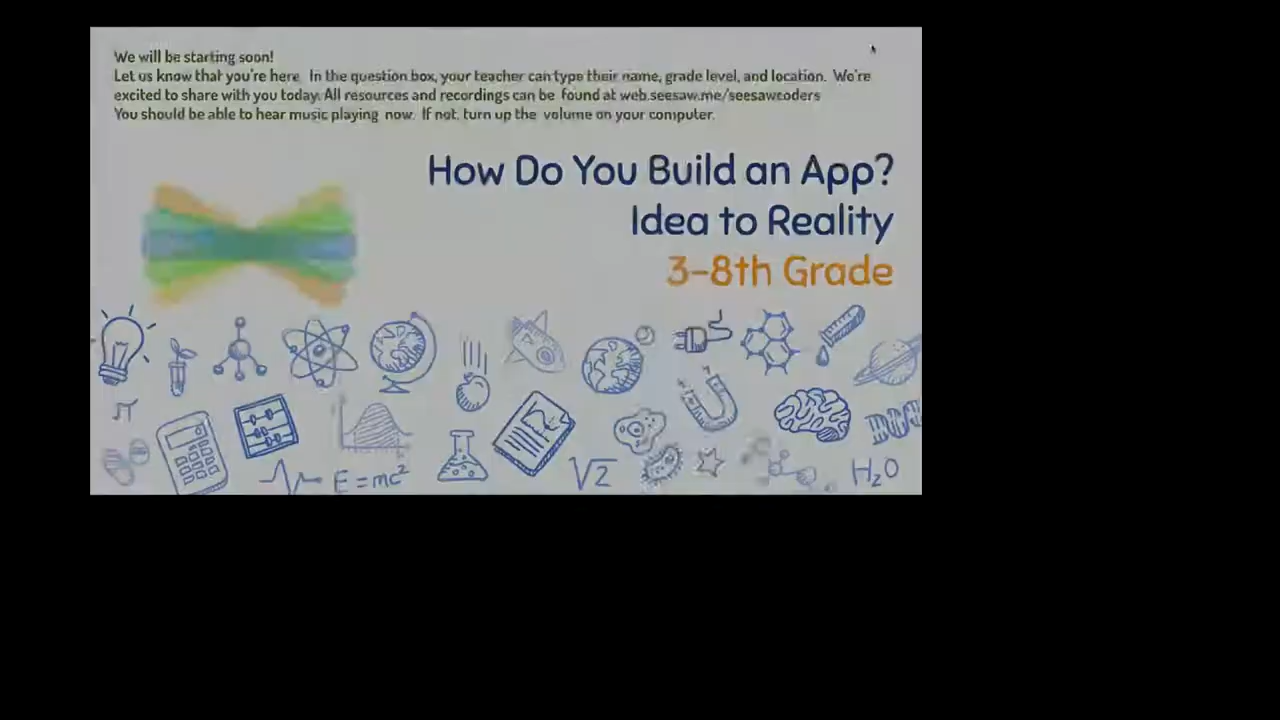 We will be starting soon!
Let us know that you're here. In the question box, your teacher can type their name, grade level, and location. We're
excited to share with you today. All resources and recordings can be found at web.seesaw.me/seesawcoders
You should be able to hear music playing now. If not, turn up the volume on your computer.
How Do You Build an App?
Idea to Reality
3-8th Grade
π
E = mc²
√2
H₂O